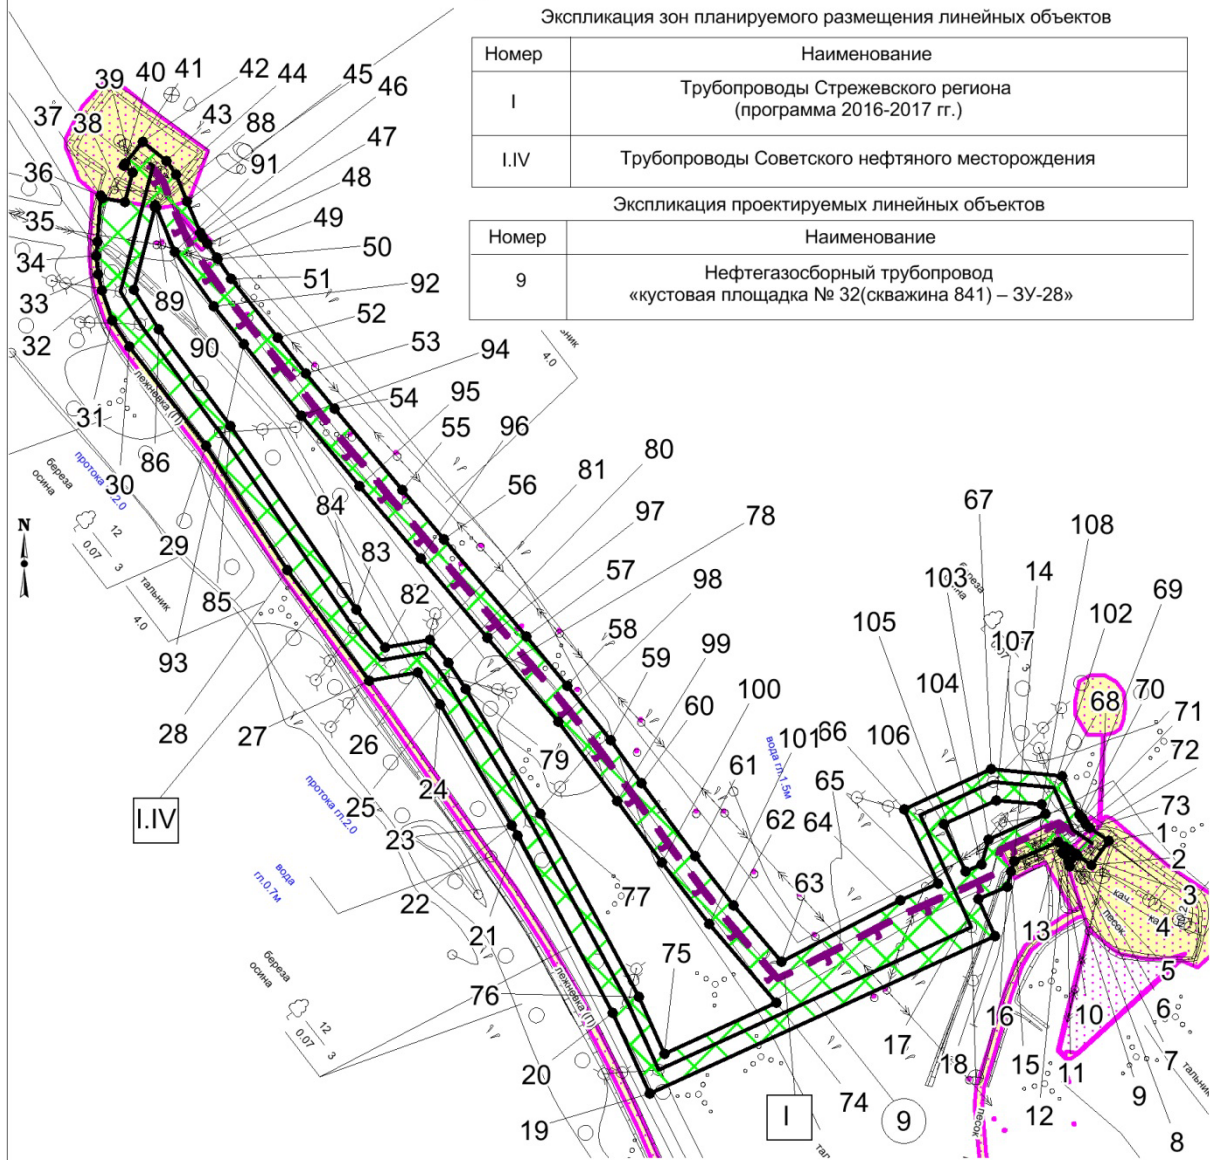 Экспликация зон планируемого размещения линейных объектов
Номер Наименование
I Трубопроводы Стрежевского региона
(программа 2016-2017 гг.)
I.IV Трубопроводы Советского нефтяного месторождения
Экспликация проектируемых линейных объектов
Номер Наименование
9 Нефтегазосборный трубопровод
«кустовая площадка № 32(скважина 841) – ЗУ-28»
39 40 41 42 44 45
46
37 38 43 88 47
91
36 48
35 49
34 50
51 92
33 89 52
32 90 53 94
4.0
54 95
лежневка (П)
31 55 96 80
86 81
береза
осина
протока гл.2.0
30 56 97 67
84 78 108
N
12
0.07 3
тальник
4.0
29 83 57 98 103 14
береза
85 82 58 105 107 102 69
93 59 99
28 27 26 79 60 100 104 68 70 71
вода гл.1.5м
101 66 106 72
I.IV
25 24 61 65 73
протока гл.2.0
23 62 64 1
2
вода
гл.0.7м
22 77 63 3
кач.
песок
4
21 13
75 5
береза
осина
76
лежневка (П)
16 10 6
12
0.07 3
17 7
20 18 15 11
тальник
19 I 74 9 12 9
песок
8